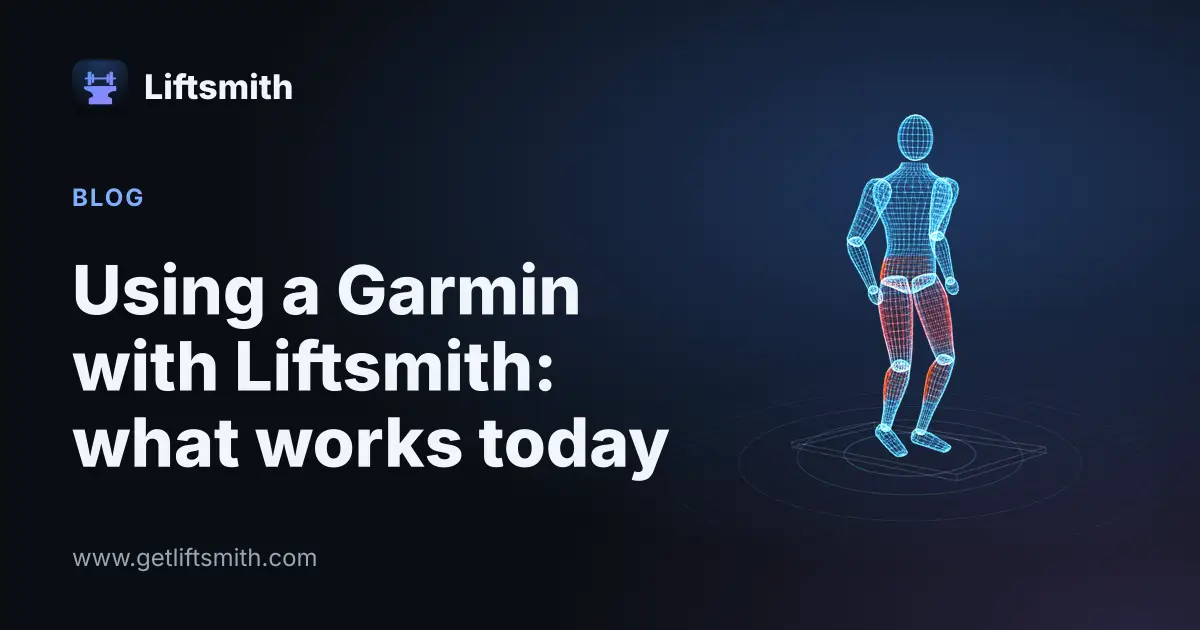 Liftsmith
BLOG
Using a Garmin
with Liftsmith:
what works today
www.getliftsmith.com